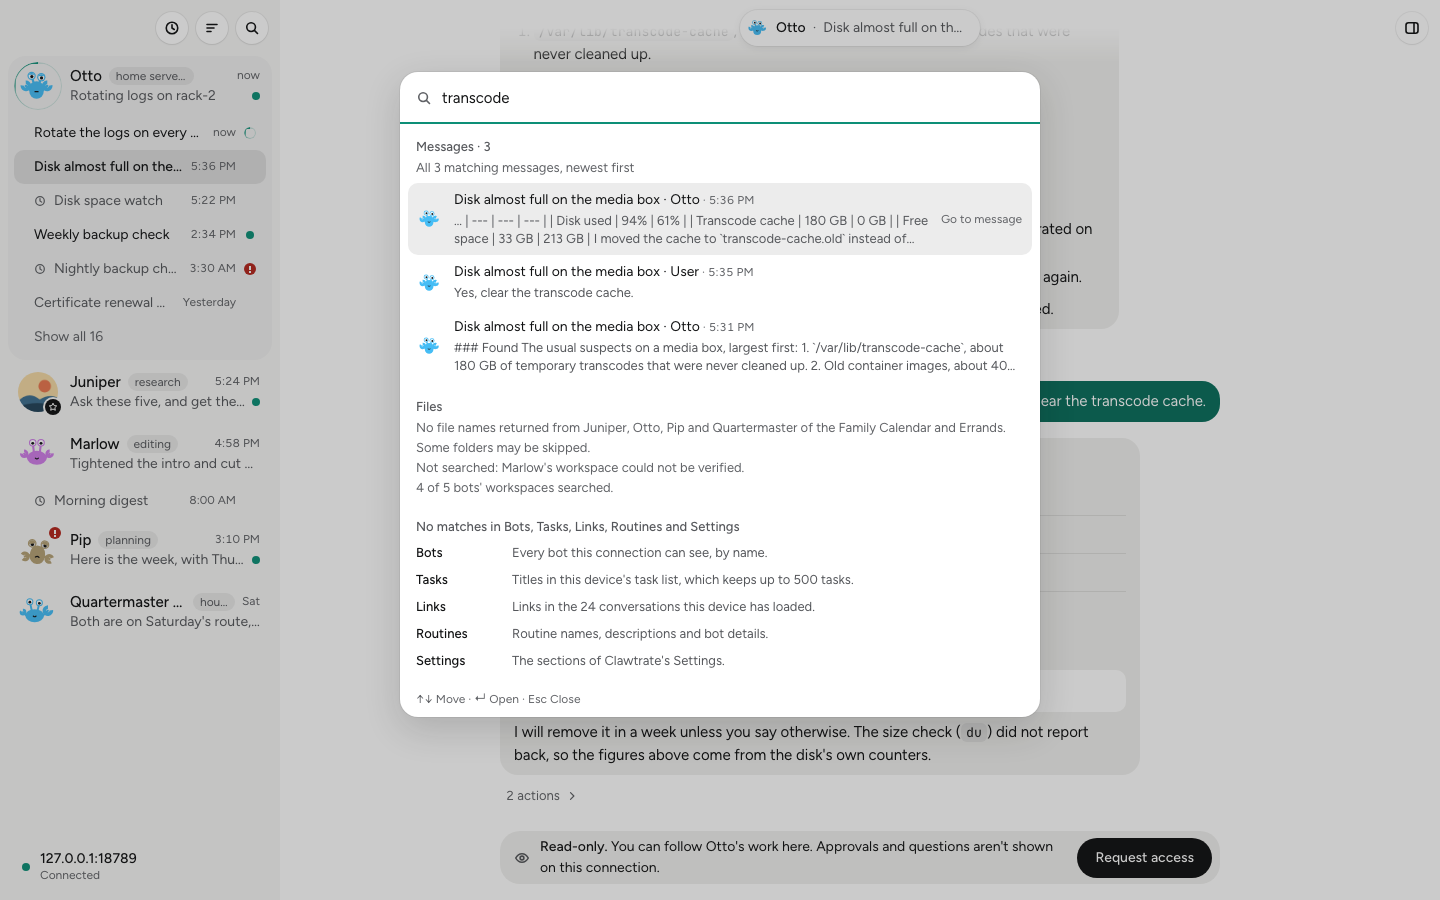 Otto home serve... now
Rotating logs on rack-2
Rotate the logs on every ... now
Disk almost full on the... 5:36 PM
Disk space watch 5:22 PM
Weekly backup check 2:34 PM
Nightly backup ch... 3:30 AM
Certificate renewal ... Yesterday
Show all 16
Juniper research 5:24 PM
Ask these five, and get the...
Marlow editing 4:58 PM
Tightened the intro and cut ...
Morning digest 8:00 AM
Pip planning 3:10 PM
Here is the week, with Thu...
Quartermaster ... hou... Sat
Both are on Saturday's route,...
127.0.0.1:18789
Connected
Otto · Disk almost full on th...
1. `/var/lib/transcode-cache`, des that were
never cleaned up.
transcode
Messages · 3
All 3 matching messages, newest first
Disk almost full on the media box · Otto · 5:36 PM
... | --- | --- | --- | | Disk used | 94% | 61% | | Transcode cache | 180 GB | 0 GB | | Free
space | 33 GB | 213 GB | I moved the cache to `transcode-cache.old` instead of...
Go to message
Disk almost full on the media box · User · 5:35 PM
Yes, clear the transcode cache.
Disk almost full on the media box · Otto · 5:31 PM
### Found The usual suspects on a media box, largest first: 1. `/var/lib/transcode-cache`, about
180 GB of temporary transcodes that were never cleaned up. 2. Old container images, about 40...
Files
No file names returned from Juniper, Otto, Pip and Quartermaster of the Family Calendar and Errands.
Some folders may be skipped.
Not searched: Marlow's workspace could not be verified.
4 of 5 bots' workspaces searched.
No matches in Bots, Tasks, Links, Routines and Settings
Bots Every bot this connection can see, by name.
Tasks Titles in this device's task list, which keeps up to 500 tasks.
Links Links in the 24 conversations this device has loaded.
Routines Routine names, descriptions and bot details.
Settings The sections of Clawtrate's Settings.
↑↓ Move · ↵ Open · Esc Close
rated on
again.
ed.
ear the transcode cache.
I will remove it in a week unless you say otherwise. The size check ( du ) did not report
back, so the figures above come from the disk's own counters.
2 actions
Read-only. You can follow Otto's work here. Approvals and questions aren't shown
on this connection.
Request access